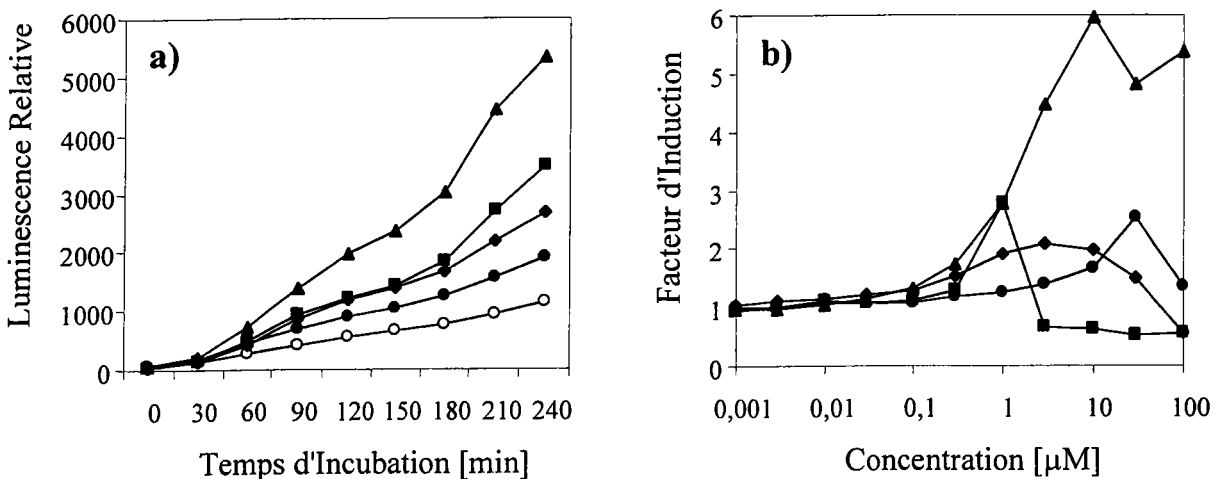 a)
Luminescence Relative
6000
5000
4000
3000
2000
1000
0
0 30 60 90 120 150 180 210 240
Temps d'Incubation [min]
b)
Facteur d'Induction
6
5
4
3
2
1
0
0,001 0,01 0,1 1 10 100
Concentration [µM]